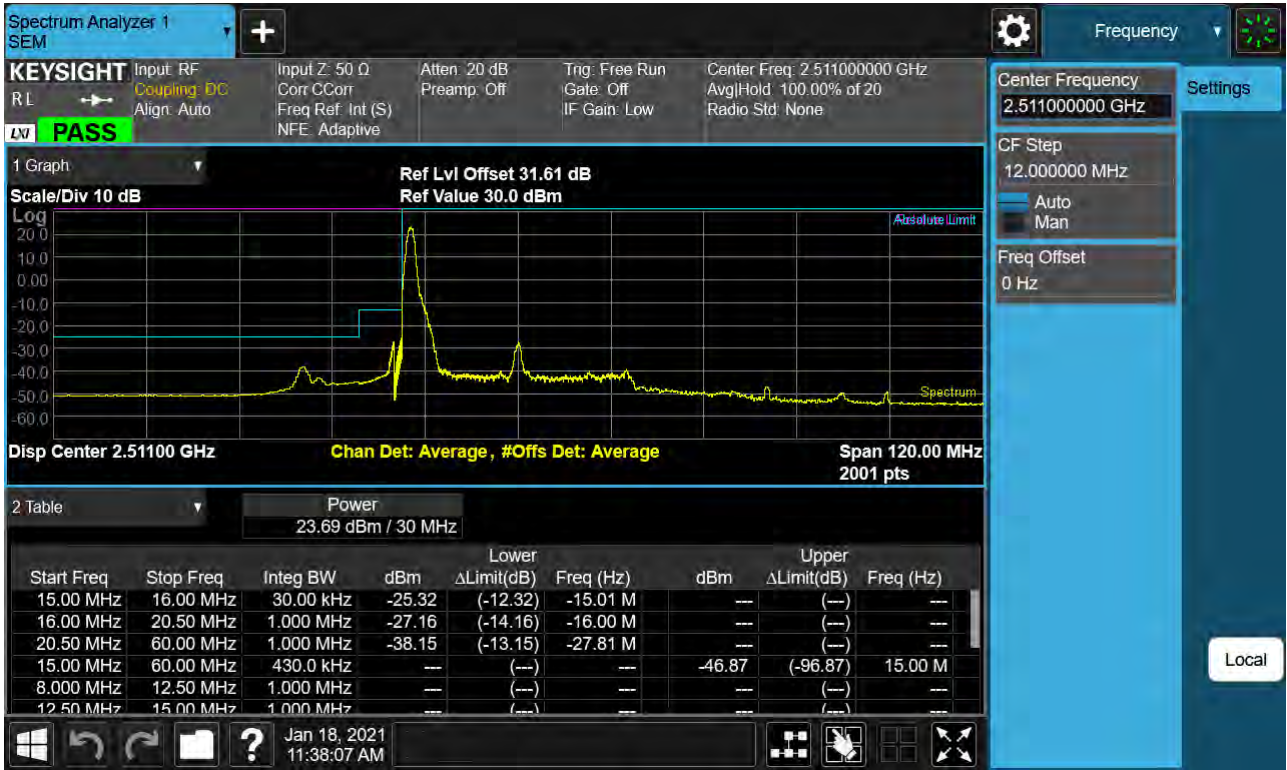 Spectrum Analyzer 1
SEM
Frequency
KEYSIGHT
R L
LXI
PASS
Input: RF
Coupling: DC
Align: Auto
Input Z: 50 Ω
Corr CCorr
Freq Ref: Int (S)
NFE: Adaptive
Atten: 20 dB
Preamp: Off
Trig: Free Run
Gate: Off
IF Gain: Low
Center Freq: 2.511000000 GHz
Avg|Hold: 100.00% of 20
Radio Std: None
Center Frequency
2.511000000 GHz
Settings
CF Step
12.000000 MHz
Auto
Man
Freq Offset
0 Hz
Local
1 Graph
Scale/Div 10 dB
Ref Lvl Offset 31.61 dB
Ref Value 30.0 dBm
Log
20.0
10.0
0.00
-10.0
-20.0
-30.0
-40.0
-50.0
-60.0
Absolute Limit
Spectrum
Disp Center 2.51100 GHz
Chan Det: Average , #Offs Det: Average
Span 120.00 MHz
2001 pts
2 Table
Power
23.69 dBm / 30 MHz
Lower Upper
Start Freq Stop Freq Integ BW dBm ΔLimit(dB) Freq (Hz) dBm ΔLimit(dB) Freq (Hz)
15.00 MHz 16.00 MHz 30.00 kHz -25.32 (-12.32) -15.01 M --- (---) ---
16.00 MHz 20.50 MHz 1.000 MHz -27.16 (-14.16) -16.00 M --- (---) ---
20.50 MHz 60.00 MHz 1.000 MHz -38.15 (-13.15) -27.81 M --- (---) ---
15.00 MHz 60.00 MHz 430.0 kHz --- (---) --- -46.87 (-96.87) 15.00 M
8.000 MHz 12.50 MHz 1.000 MHz --- (---) --- --- (---) ---
12.50 MHz 15.00 MHz 1.000 MHz --- (---) --- --- (---) ---
?
Jan 18, 2021
11:38:07 AM